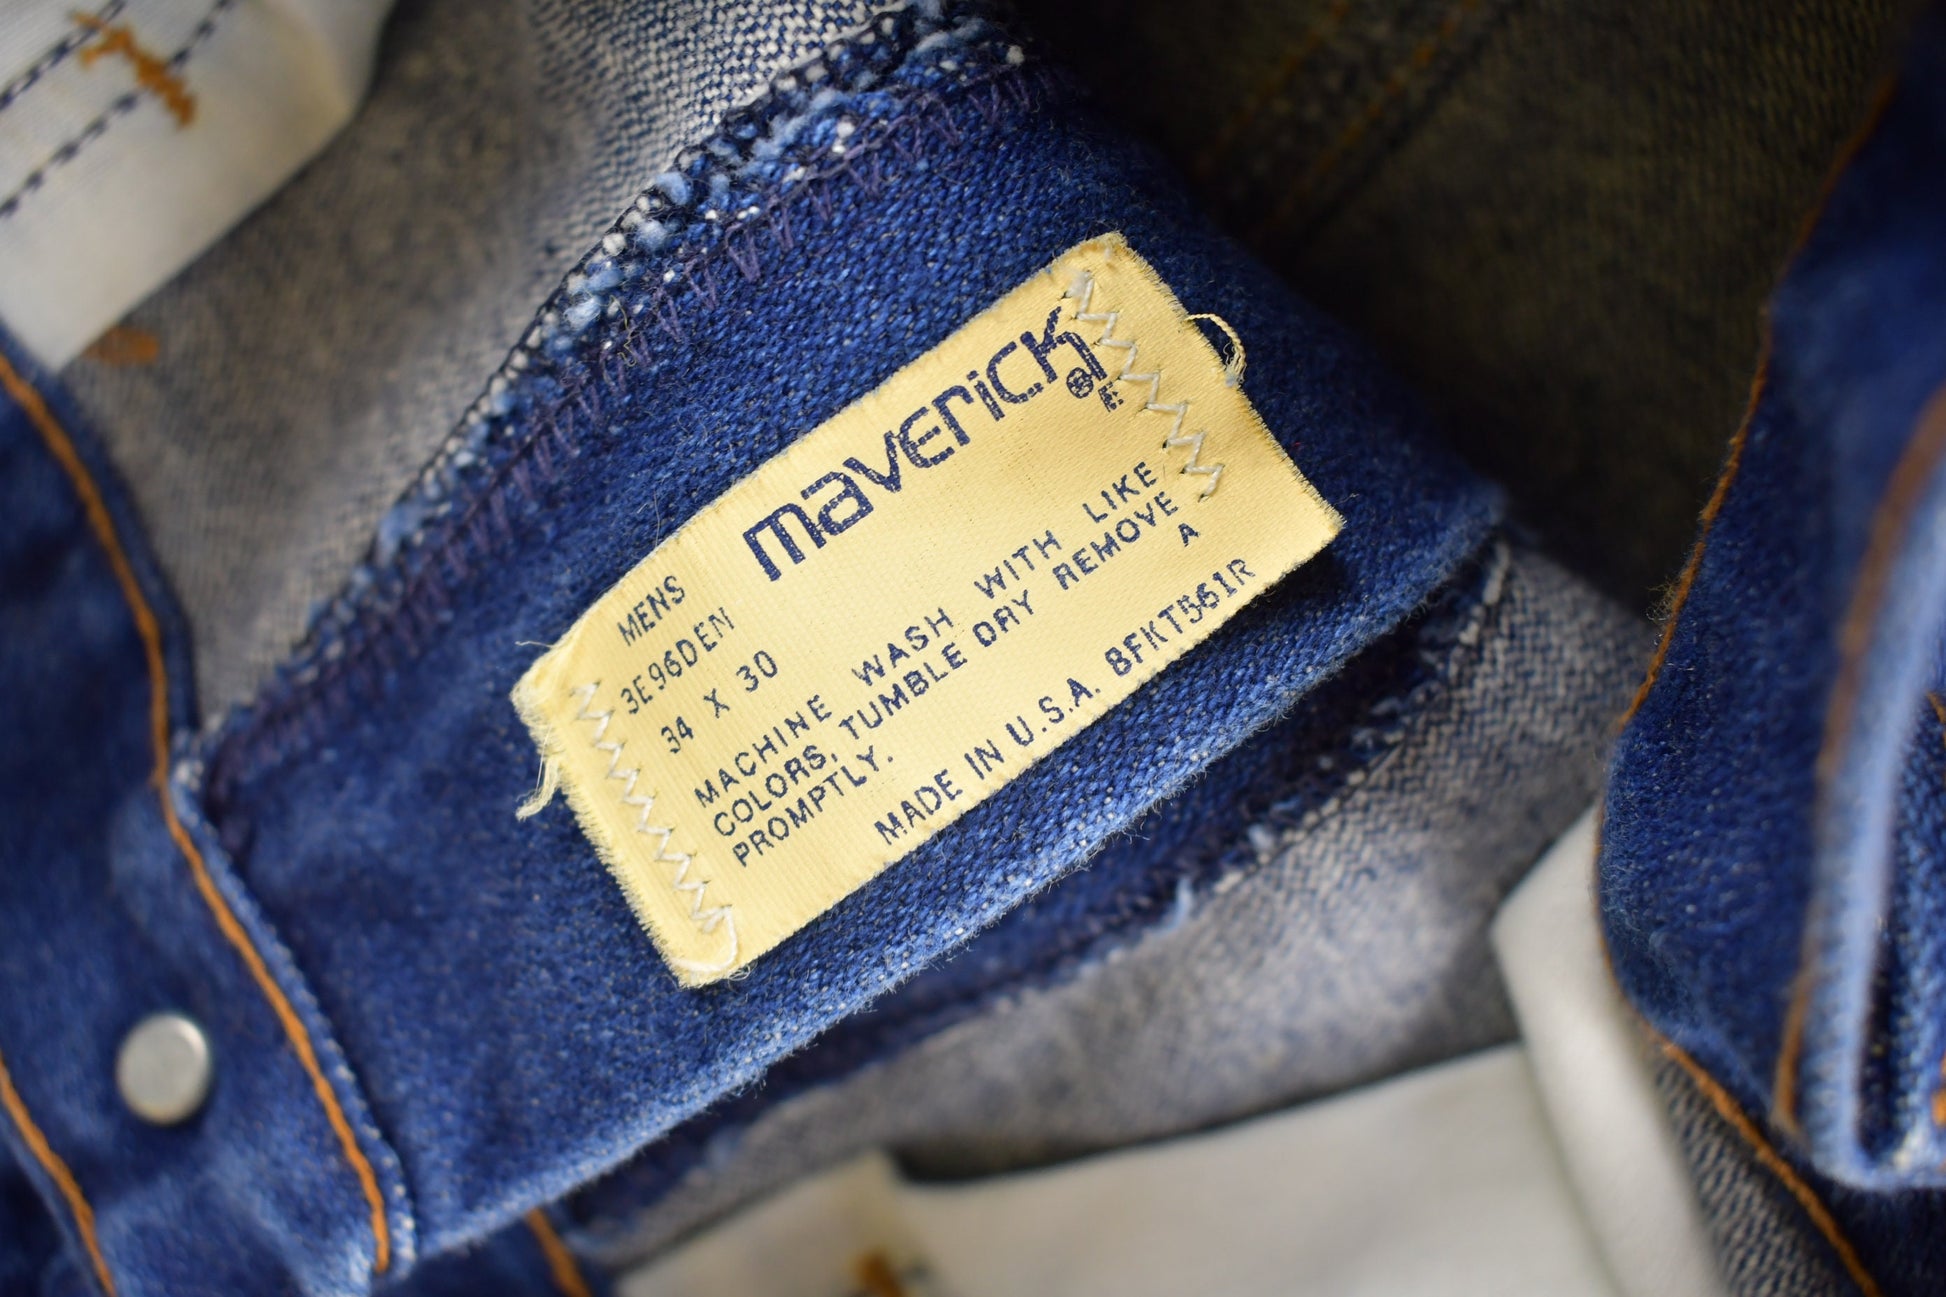 maverick®
E
MENS
3E96DEN
34 X 30
MACHINE WASH WITH LIKE
COLORS, TUMBLE DRY REMOVE
PROMPTLY. A
MADE IN U.S.A. 8FKT561R